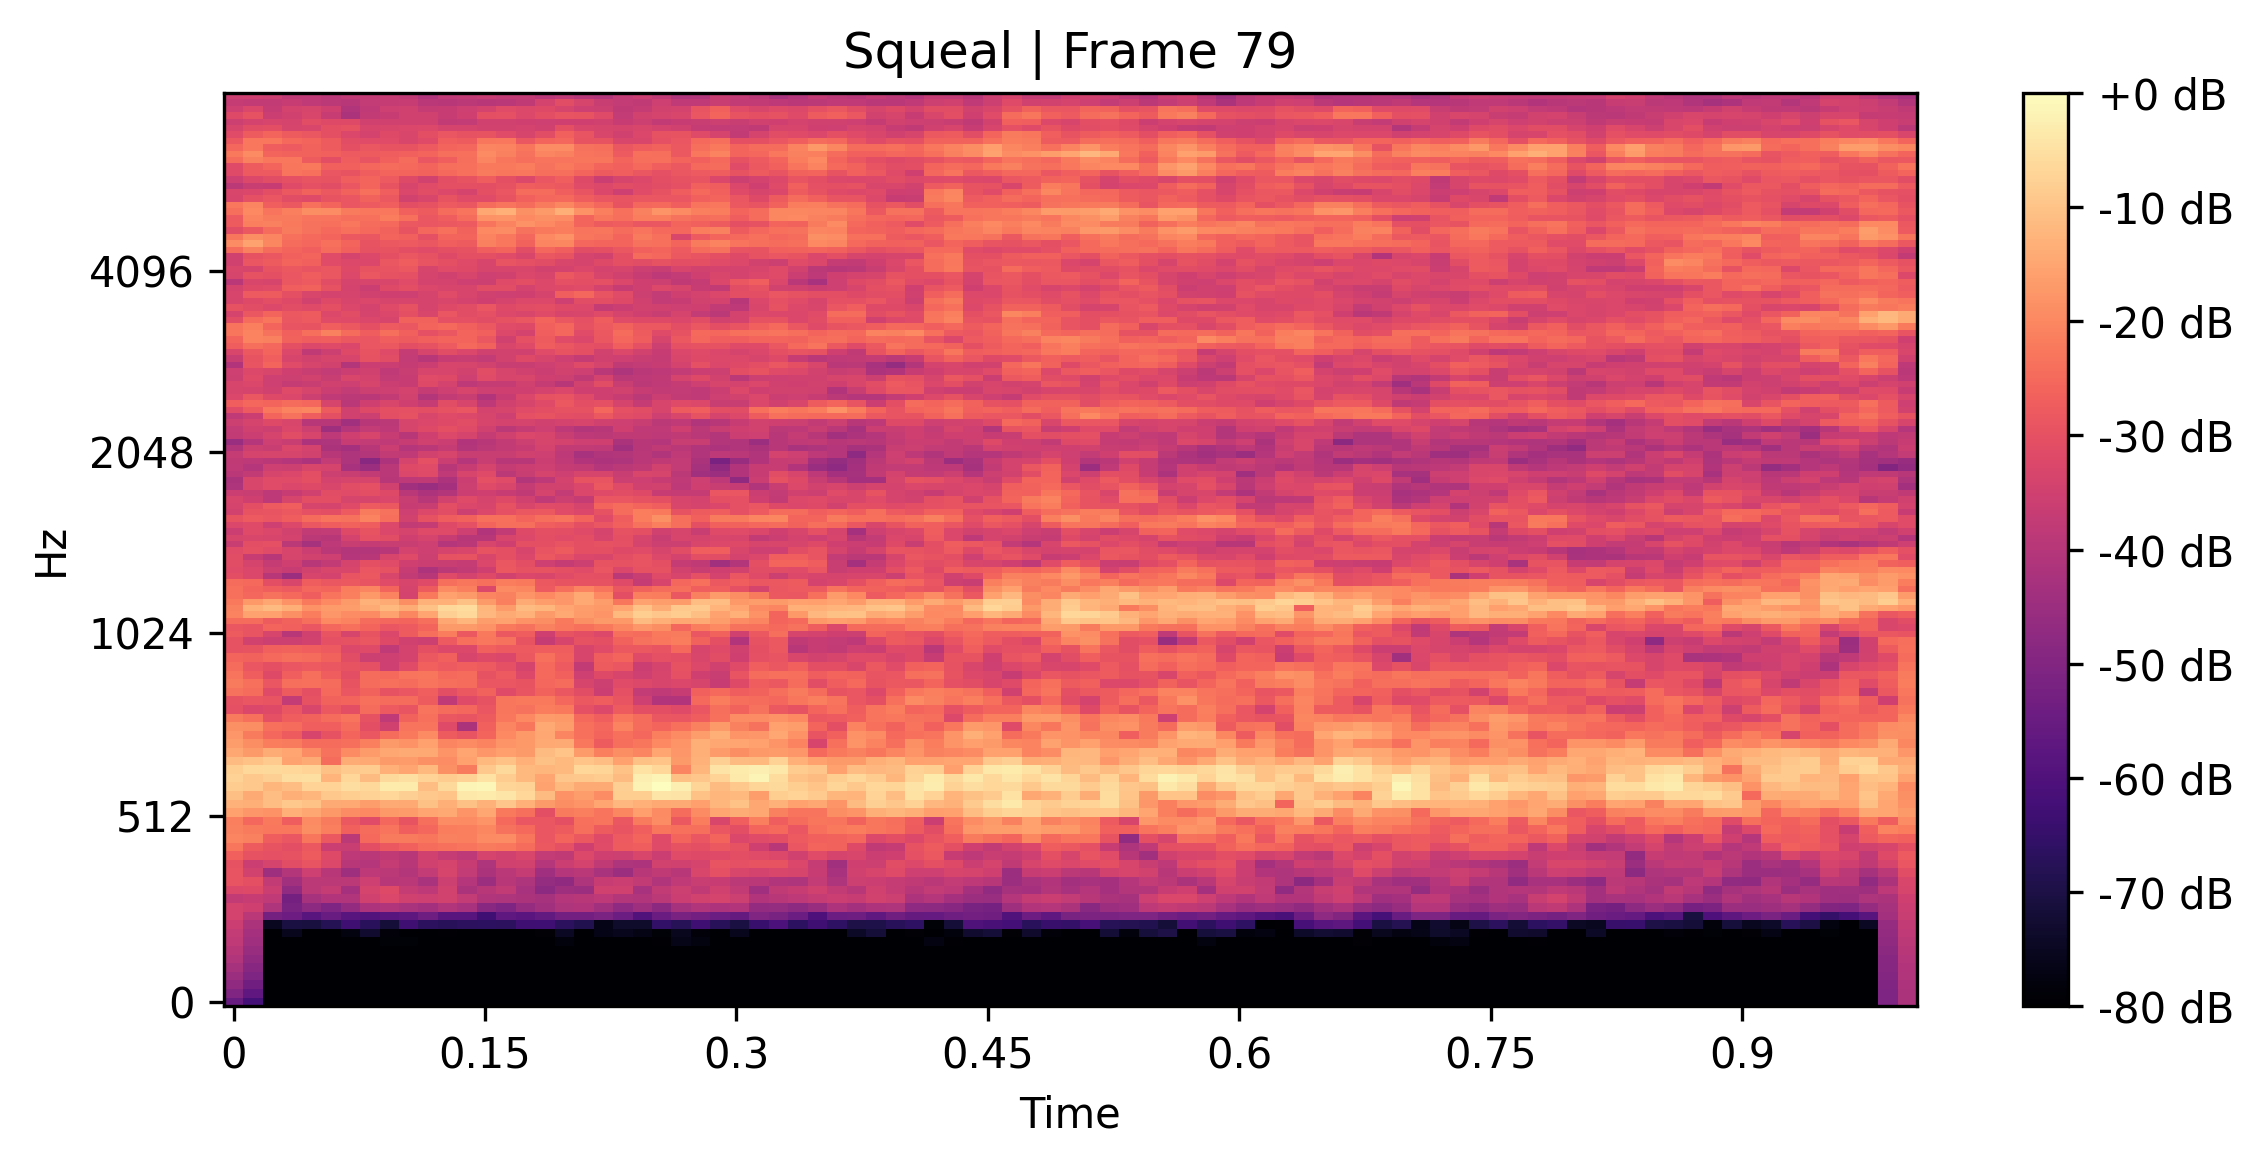 Squeal | Frame 79
+0 dB
-10 dB
-20 dB
-30 dB
-40 dB
-50 dB
-60 dB
-70 dB
-80 dB
Hz
4096
2048
1024
512
0
0 0.15 0.3 0.45 0.6 0.75 0.9
Time